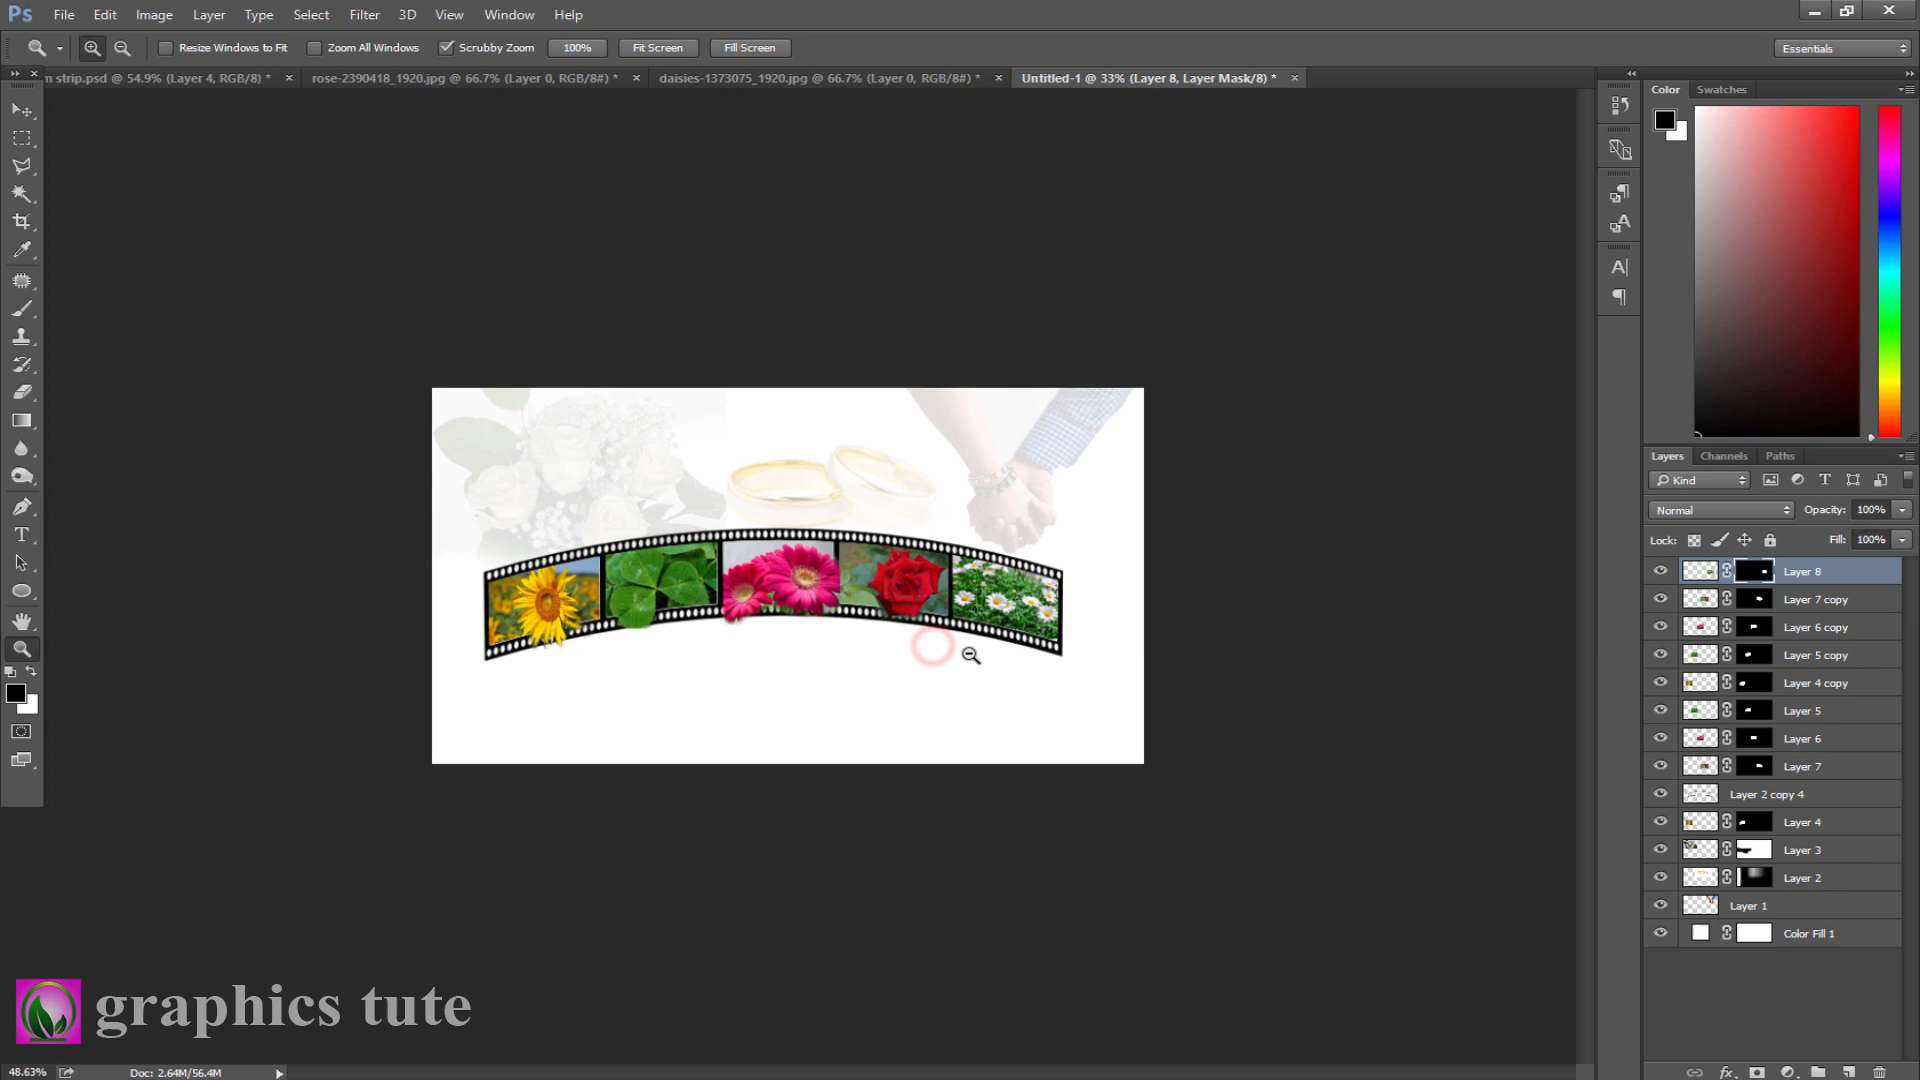 Ps File Edit Image Layer Type Select Filter 3D View Window Help
Resize Windows to Fit Zoom All Windows Scrubby Zoom 100% Fit Screen Fill Screen Essentials
m strip.psd @ 54.9% (Layer 4, RGB/8) * rose-2390418_1920.jpg @ 66.7% (Layer 0, RGB/8#) * daisies-1373075_1920.jpg @ 66.7% (Layer 0, RGB/8#) * Untitled-1 @ 33% (Layer 8, Layer Mask/8) *
Color Swatches
Layers Channels Paths
Kind
Normal Opacity: 100%
Lock: Fill: 100%
Layer 8
Layer 7 copy
Layer 6 copy
Layer 5 copy
Layer 4 copy
Layer 5
Layer 6
Layer 7
Layer 2 copy 4
Layer 4
Layer 3
Layer 2
Layer 1
Color Fill 1
graphics tute
48.63% Doc: 2.64M/56.4M